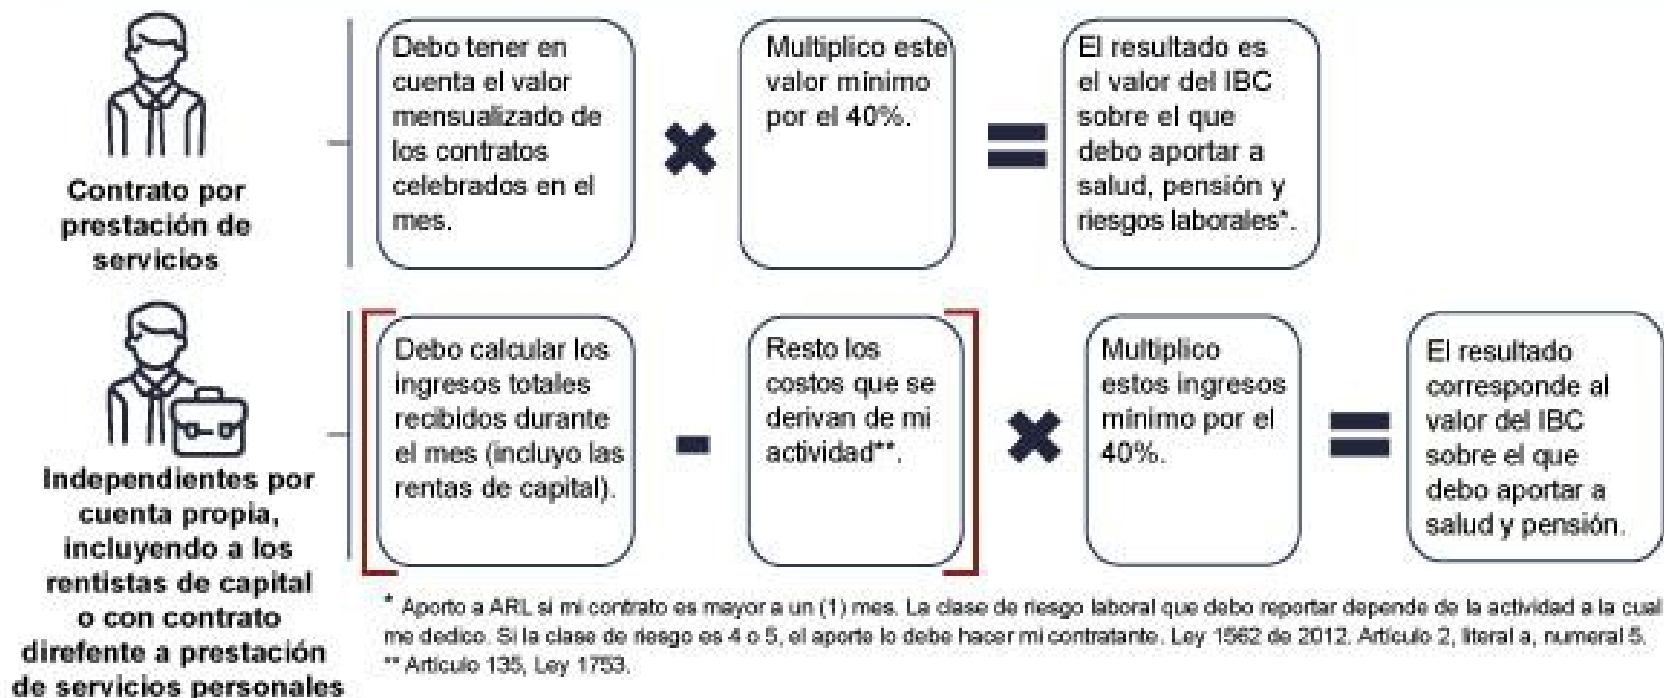 Contrato por
prestación de
servicios
Debo tener en
cuenta el valor
mensualizado de
los contratos
celebrados en el
mes.
Multiplico este
valor mínimo
por el 40%.
El resultado es
el valor del IBC
sobre el que
debo aportar a
salud, pensión y
riesgos laborales*.
Independientes por
cuenta propia,
incluyendo a los
rentistas de capital
o con contrato
direfente a prestación
de servicios personales
Debo calcular los
ingresos totales
recibidos durante
el mes (incluyo las
rentas de capital).
Resto los
costos que se
derivan de mi
actividad**.
Multiplico
estos ingresos
mínimo por el
40%.
El resultado
corresponde al
valor del IBC
sobre el que
debo aportar a
salud y pensión.
* Aporto a ARL si mi contrato es mayor a un (1) mes. La clase de riesgo laboral que debo reportar depende de la actividad a la cual
me dedico. Si la clase de riesgo es 4 o 5, el aporte lo debe hacer mi contratante. Ley 1562 de 2012. Artículo 2, literal a, numeral 5.
** Artículo 135, Ley 1753.